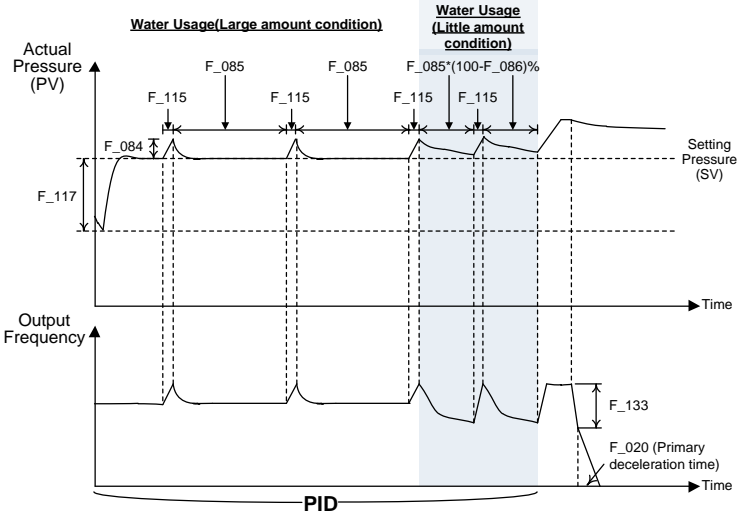 Water Usage(Large amount condition)
Water Usage
(Little amount
condition)
Actual
Pressure
(PV)
F_085
F_085
F_085*(100-F_086)%
F_115
F_115
F_115
F_115
F_084
F_117
Setting
Pressure
(SV)
Time
Output
Frequency
F_133
F_020 (Primary
deceleration time)
Time
PID